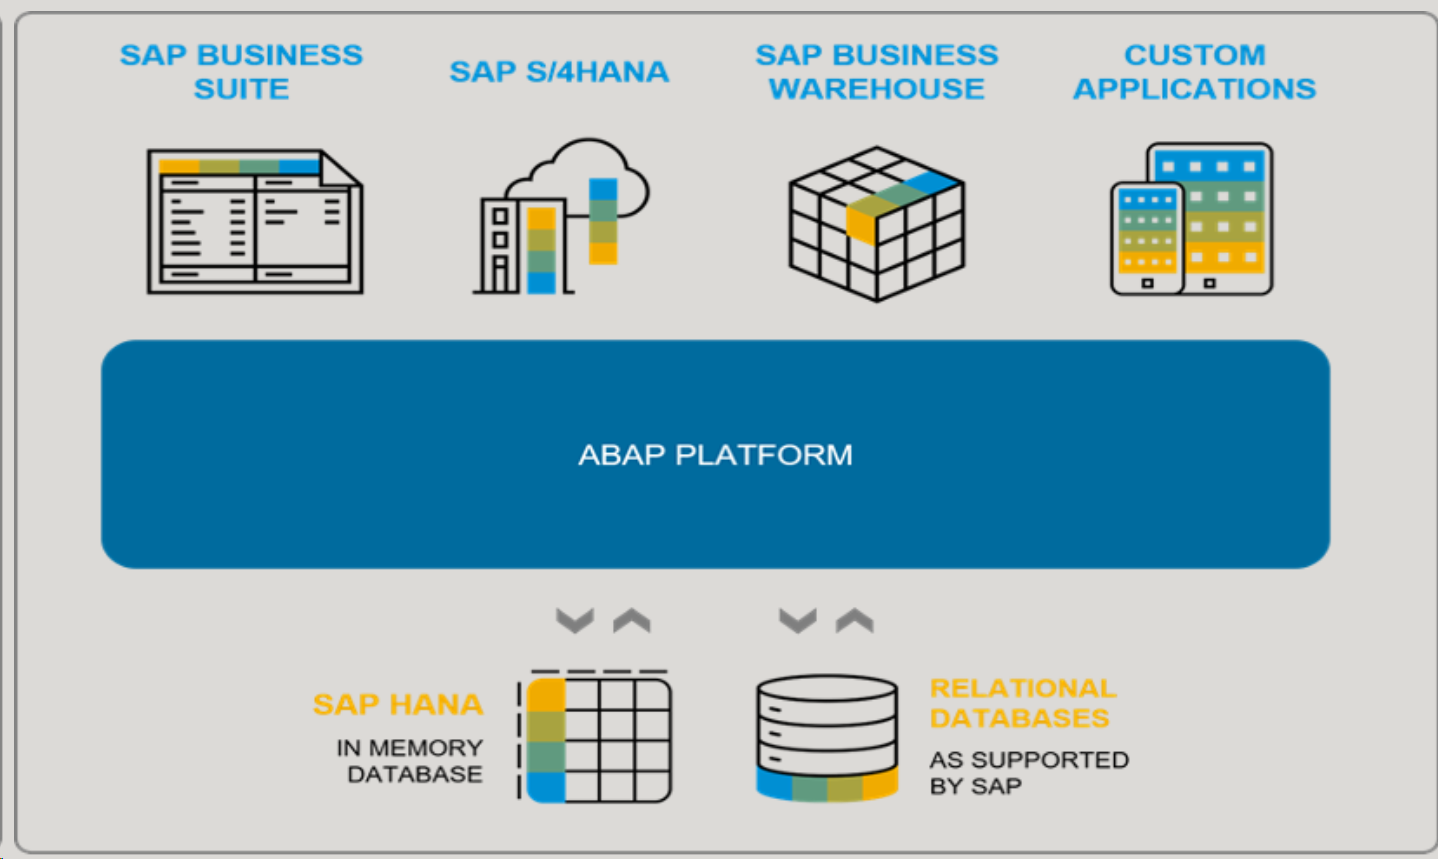 SAP BUSINESS
SUITE
SAP S/4HANA
SAP BUSINESS
WAREHOUSE
CUSTOM
APPLICATIONS
ABAP PLATFORM
SAP HANA
IN MEMORY
DATABASE
RELATIONAL
DATABASES
AS SUPPORTED
BY SAP